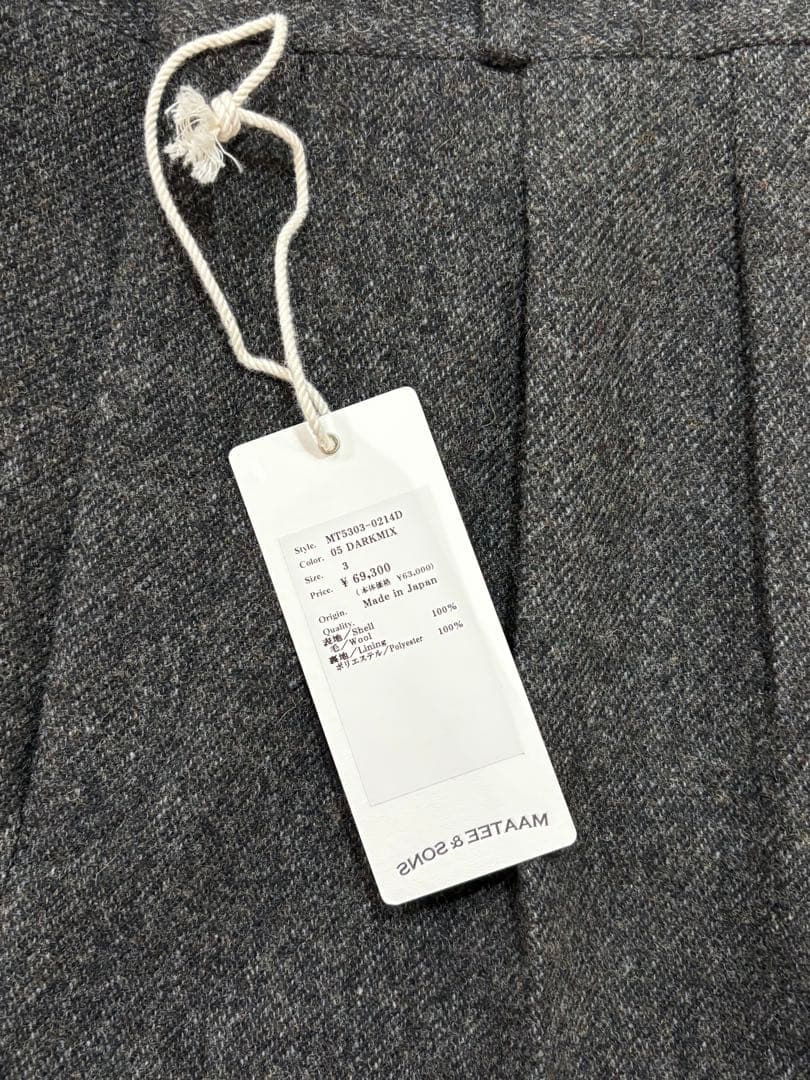 Style. MT5303-0214D
Color. 05 DARKMIX
Size. 3
Price. ¥ 69,300
(本体価格 ¥63,000)
Origin. Made in Japan
Quality.
表地/Shell 100%
毛/Wool
裏地/Lining 100%
ポリエステル/Polyester
MAATEE & SONS